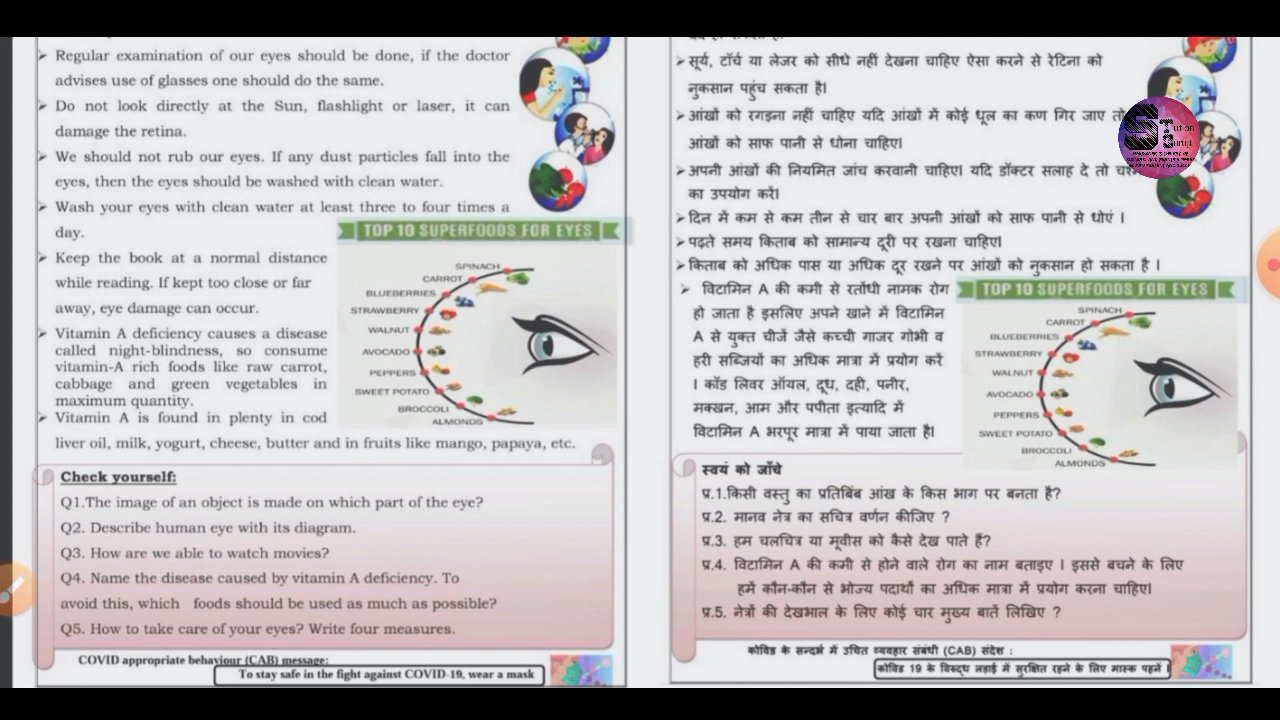 ➢ Regular examination of our eyes should be done, if the doctor
advises use of glasses one should do the same.
➢ Do not look directly at the Sun, flashlight or laser, it can
damage the retina.
➢ We should not rub our eyes. If any dust particles fall into the
eyes, then the eyes should be washed with clean water.
➢ Wash your eyes with clean water at least three to four times a
day.
➢ Keep the book at a normal distance
while reading. If kept too close or far
away, eye damage can occur.
➢ Vitamin A deficiency causes a disease
called night-blindness, so consume
vitamin-A rich foods like raw carrot,
cabbage and green vegetables in
maximum quantity.
➢ Vitamin A is found in plenty in cod
liver oil, milk, yogurt, cheese, butter and in fruits like mango, papaya, etc.
TOP 10 SUPERFOODS FOR EYES
SPINACH
CARROT
BLUEBERRIES
STRAWBERRY
WALNUT
AVOCADO
PEPPERS
SWEET POTATO
BROCCOLI
ALMONDS
Check yourself:
Q1.The image of an object is made on which part of the eye?
Q2. Describe human eye with its diagram.
Q3. How are we able to watch movies?
Q4. Name the disease caused by vitamin A deficiency. To
avoid this, which foods should be used as much as possible?
Q5. How to take care of your eyes? Write four measures.
COVID appropriate behaviour (CAB) message:
To stay safe in the fight against COVID-19, wear a mask
➢ सूर्य, टॉर्च या लेजर को सीधे नहीं देखना चाहिए ऐसा करने से रेटिना को
नुकसान पहुंच सकता है।
➢ आंखों को रगड़ना नहीं चाहिए यदि आंखों में कोई धूल का कण गिर जाए तो
आंखों को साफ पानी से धोना चाहिए।
➢ अपनी आंखों की नियमित जांच करवानी चाहिए। यदि डॉक्टर सलाह दे तो
का उपयोग करें।
➢ दिन में कम से कम तीन से चार बार अपनी आंखों को साफ पानी से धोएं ।
➢ पढ़ते समय किताब को सामान्य दूरी पर रखना चाहिए।
➢ किताब को अधिक पास या अधिक दूर रखने पर आंखों को नुकसान हो सकता है ।
➢ विटामिन A की कमी से रतोंधी नामक रोग
हो जाता है इसलिए अपने खाने में विटामिन
A से युक्त चीजें जैसे कच्ची गाजर गोभी व
हरी सब्जियों का अधिक मात्रा में प्रयोग करें
। कॉड लिवर ऑयल, दूध, दही, पनीर,
मक्खन, आम और पपीता इत्यादि में
विटामिन A भरपूर मात्रा में पाया जाता है।
TOP 10 SUPERFOODS FOR EYES
SPINACH
CARROT
BLUEBERRIES
STRAWBERRY
WALNUT
AVOCADO
PEPPERS
SWEET POTATO
BROCCOLI
ALMONDS
स्वयं को जाँचे
प्र.1.किसी वस्तु का प्रतिबिंब आंख के किस भाग पर बनता है?
प्र.2. मानव नेत्र का सचित्र वर्णन कीजिए ?
प्र.3. हम चलचित्र या मूवीस को कैसे देख पाते हैं?
प्र.4. विटामिन A की कमी से होने वाले रोग का नाम बताइए । इससे बचने के लिए
हमें कौन-कौन से भोज्य पदार्थों का अधिक मात्रा में प्रयोग करना चाहिए।
प्र.5. नेत्रों की देखभाल के लिए कोई चार मुख्य बातें लिखिए ?
कोविड के सन्दर्भ में उचित व्यवहार संबंधी (CAB) संदेश :
कोविड 19 के विरुद्ध लड़ाई में सुरक्षित रहने के लिए मास्क पहनें ।